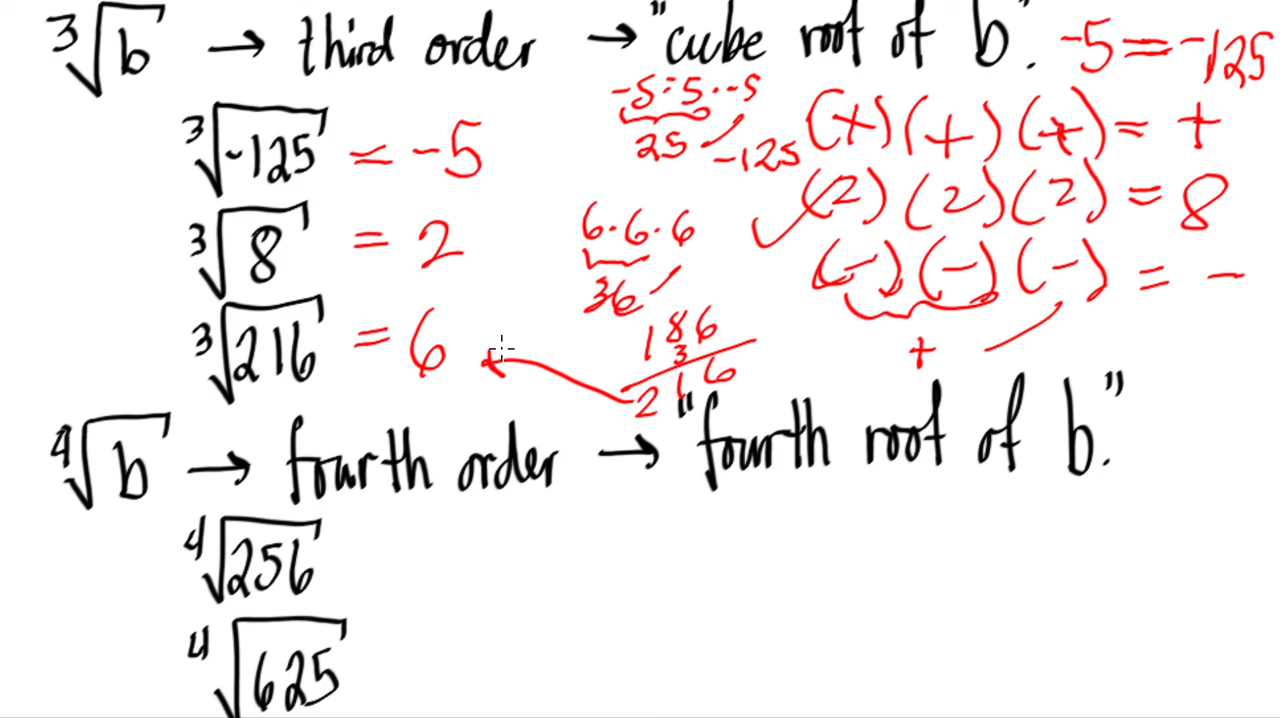 ∛b → third order → "cube root of b". -5 = -125
-5·-5·-5
25 -125
(+)(+)(+) = +
∛-125 = -5
(2)(2)(2) = 8
∛8 = 2
6·6·6
36
(-)(-)(-) = -
+
∛216 = 6
186
3
216
∜b → fourth order → "fourth root of b."
∜256
∜625